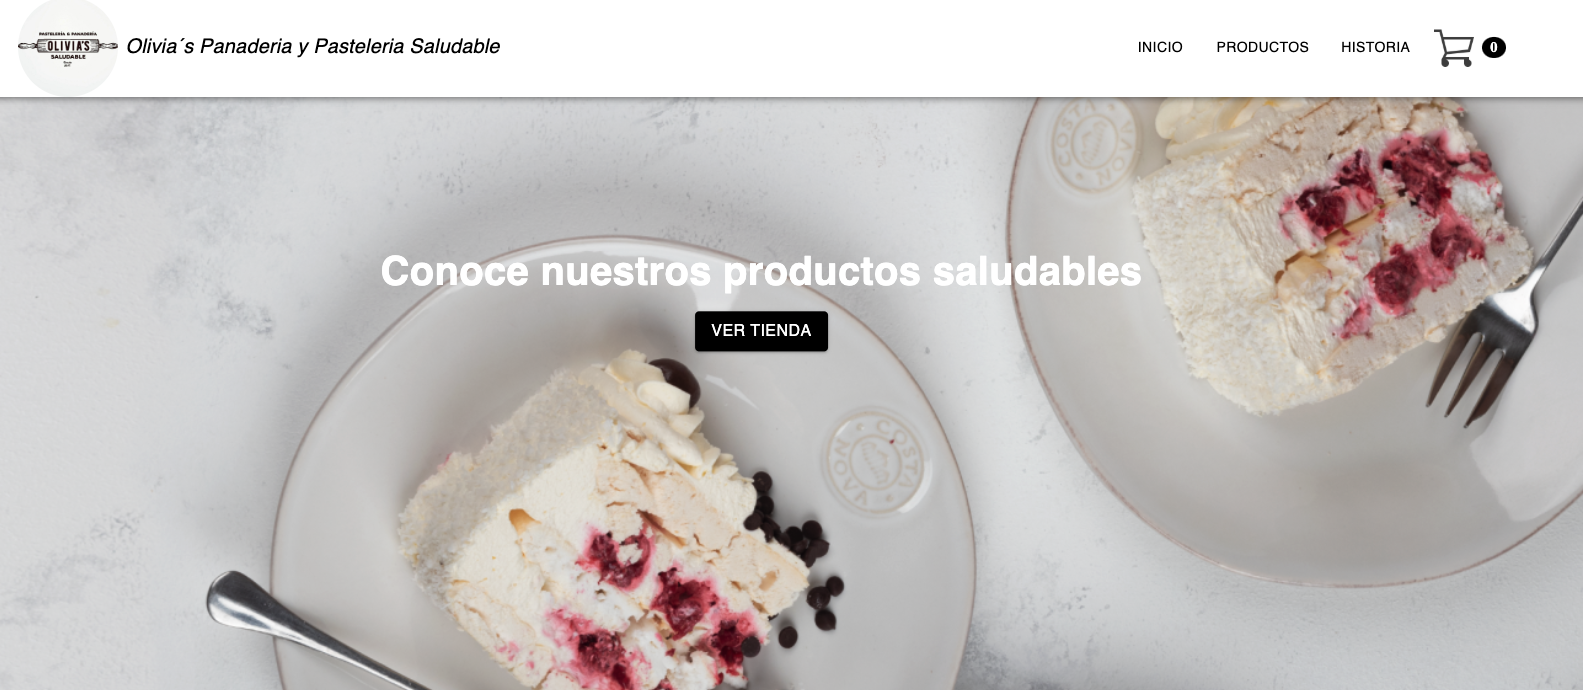 PASTELERÍA & PANADERÍA
OLIVIA'S
SALUDABLE
Olivia´s Panaderia y Pasteleria Saludable
INICIO
PRODUCTOS
HISTORIA
0
Conoce nuestros productos saludables
VER TIENDA
COSTA NOVA
COSTA NOVA